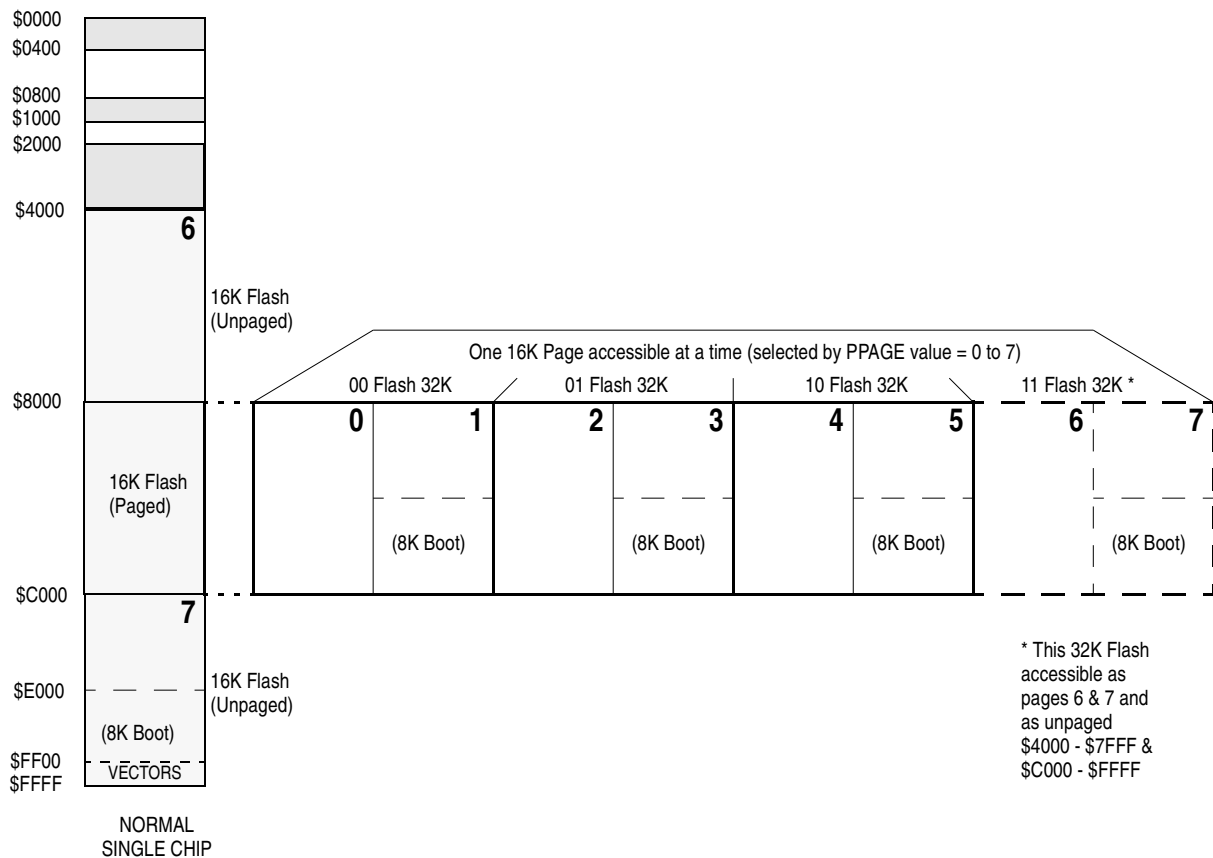 $0000
$0400
$0800
$1000
$2000
$4000
6
16K Flash
(Unpaged)
One 16K Page accessible at a time (selected by PPAGE value = 0 to 7)
00 Flash 32K
01 Flash 32K
10 Flash 32K
11 Flash 32K *
$8000
0
1
2
3
4
5
6
7
16K Flash
(Paged)
(8K Boot)
(8K Boot)
(8K Boot)
(8K Boot)
$C000
7
* This 32K Flash
accessible as
pages 6 & 7 and
as unpaged
$4000 - $7FFF &
$C000 - $FFFF
$E000
16K Flash
(Unpaged)
(8K Boot)
$FF00
VECTORS
$FFFF
NORMAL
SINGLE CHIP